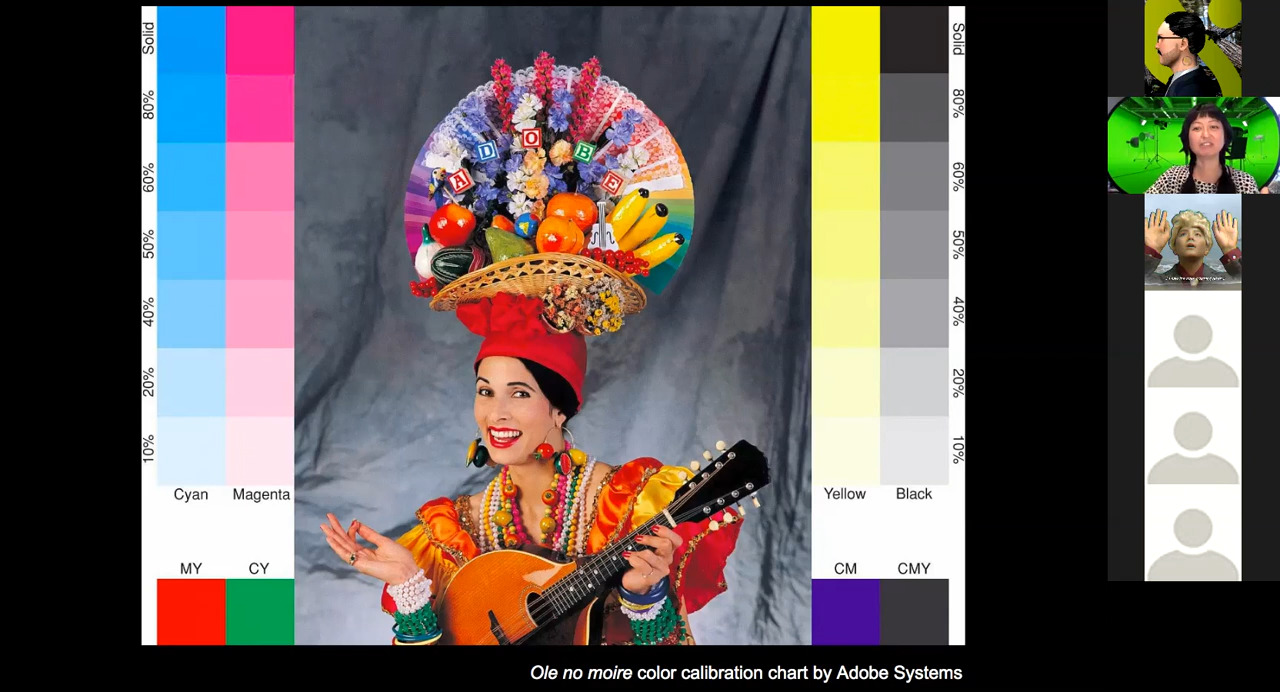 Solid
80%
60%
50%
40%
20%
10%
Cyan
Magenta
MY
CY
A
D
O
B
E
Solid
80%
60%
50%
40%
20%
10%
Yellow
Black
CM
CMY
Ole no moire color calibration chart by Adobe Systems